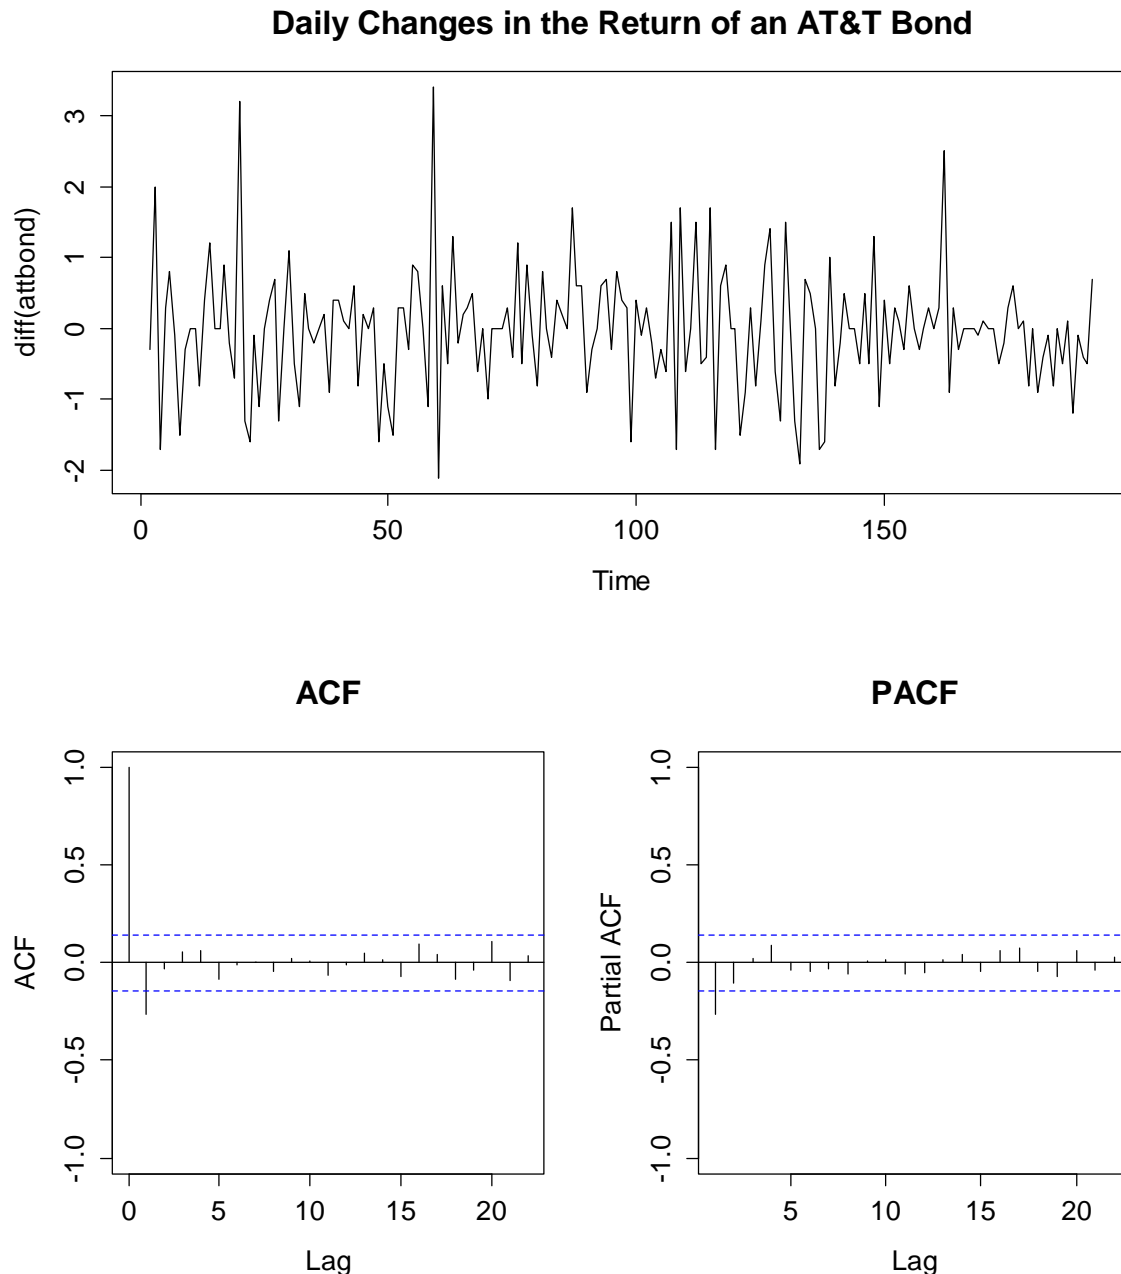 Daily Changes in the Return of an AT&T Bond
diff(attbond)
3
2
1
0
-1
-2
0 50 100 150
Time
ACF
ACF
1.0
0.5
0.0
-0.5
-1.0
0 5 10 15 20
Lag
PACF
Partial ACF
1.0
0.5
0.0
-0.5
-1.0
5 10 15 20
Lag